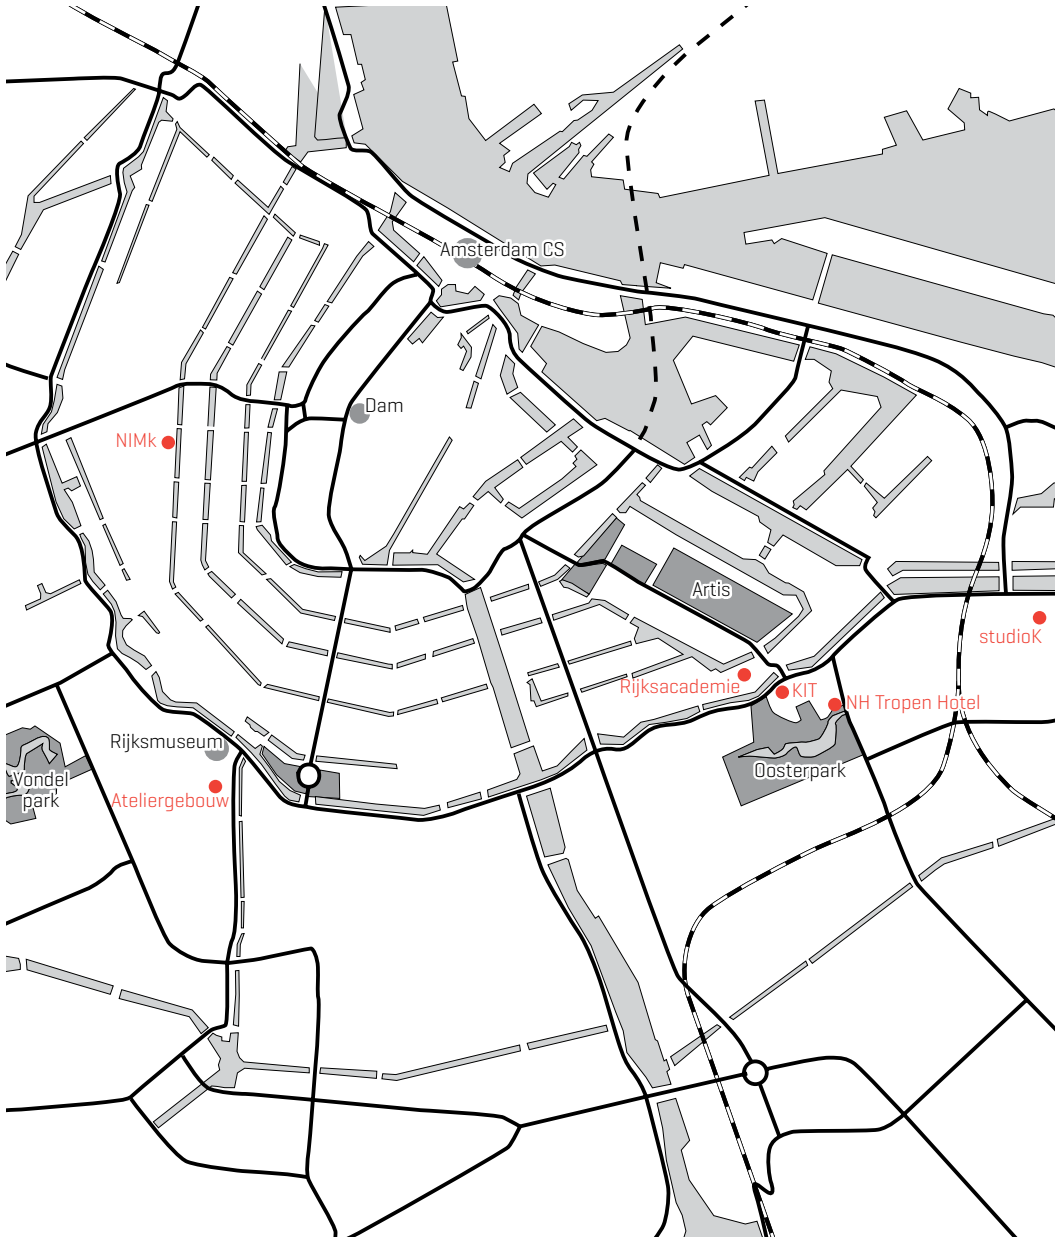 Amsterdam CS
Dam
NIMk
Artis
studioK
Rijksacademie
KIT
NH Tropen Hotel
Rijksmuseum
Oosterpark
Vondel
park
Ateliergebouw